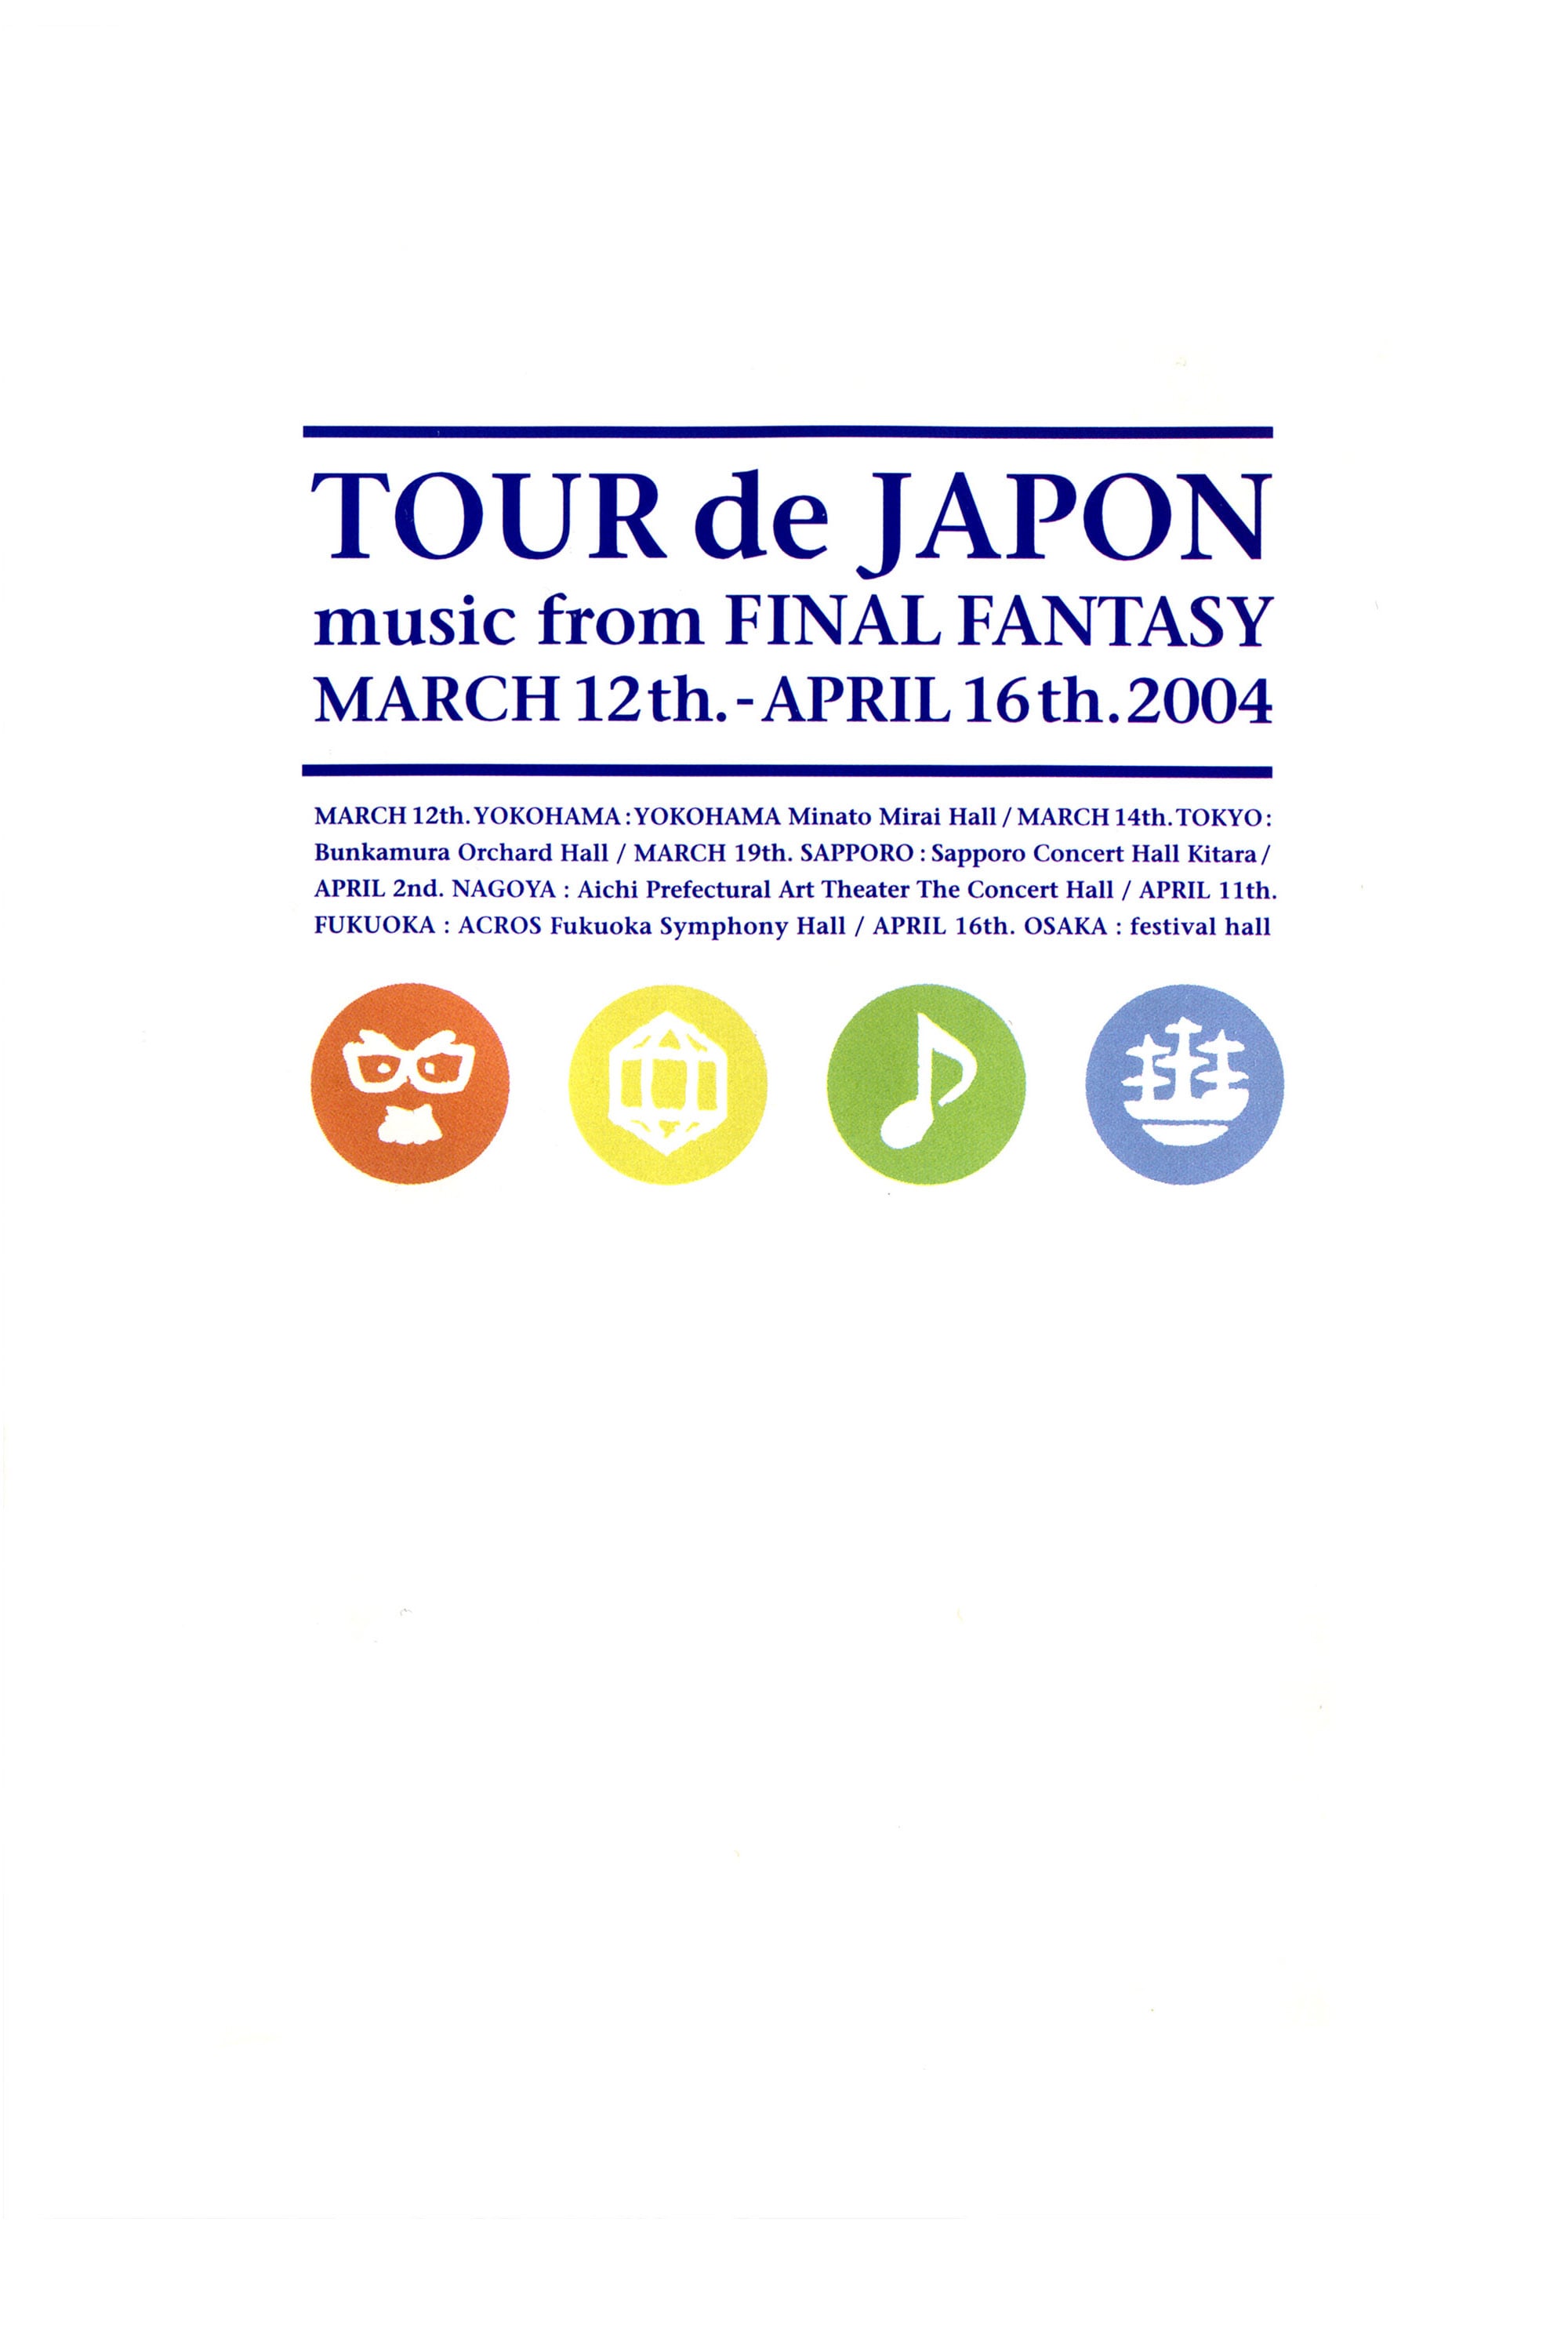 TOUR de JAPON
music from FINAL FANTASY
MARCH 12th.-APRIL 16th.2004
MARCH 12th. YOKOHAMA : YOKOHAMA Minato Mirai Hall / MARCH 14th. TOKYO :
Bunkamura Orchard Hall / MARCH 19th. SAPPORO : Sapporo Concert Hall Kitara /
APRIL 2nd. NAGOYA : Aichi Prefectural Art Theater The Concert Hall / APRIL 11th.
FUKUOKA : ACROS Fukuoka Symphony Hall / APRIL 16th. OSAKA : festival hall